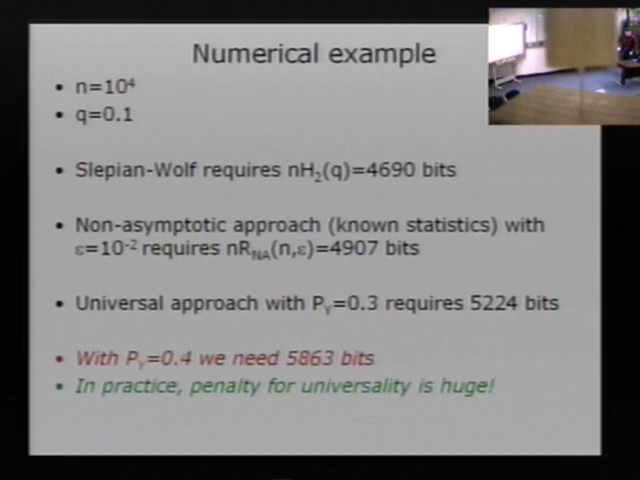 Numerical example
• n=10⁴
• q=0.1
• Slepian-Wolf requires nH₂(q)=4690 bits
• Non-asymptotic approach (known statistics) with
ε=10⁻² requires nR_NA(n,ε)=4907 bits
• Universal approach with P_Y=0.3 requires 5224 bits
• With P_Y=0.4 we need 5863 bits
• In practice, penalty for universality is huge!